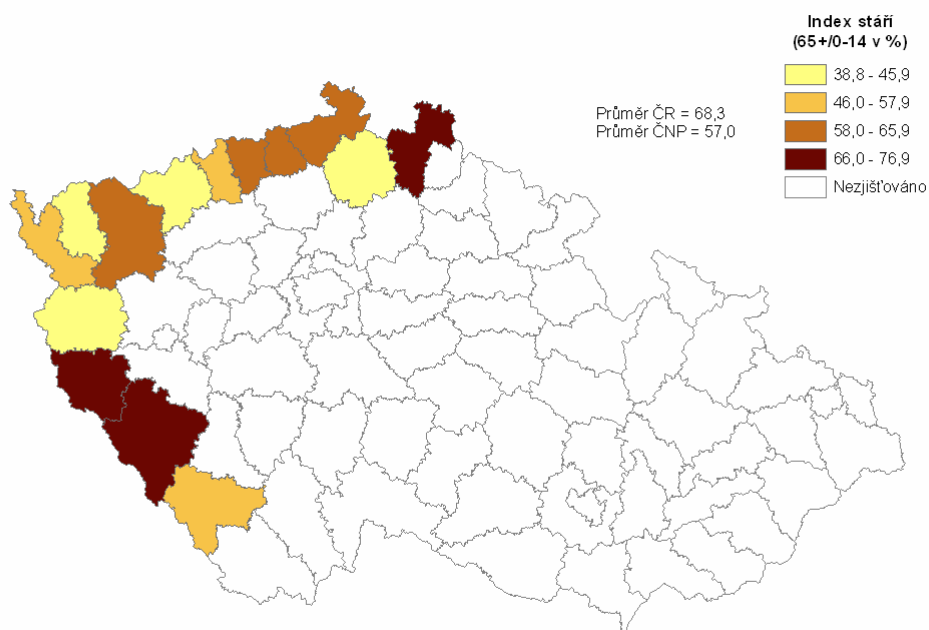 Index stáří
(65+/0-14 v %)
38,8 - 45,9
46,0 - 57,9
58,0 - 65,9
66,0 - 76,9
Nezjišťováno
Průměr ČR = 68,3
Průměr ČNP = 57,0